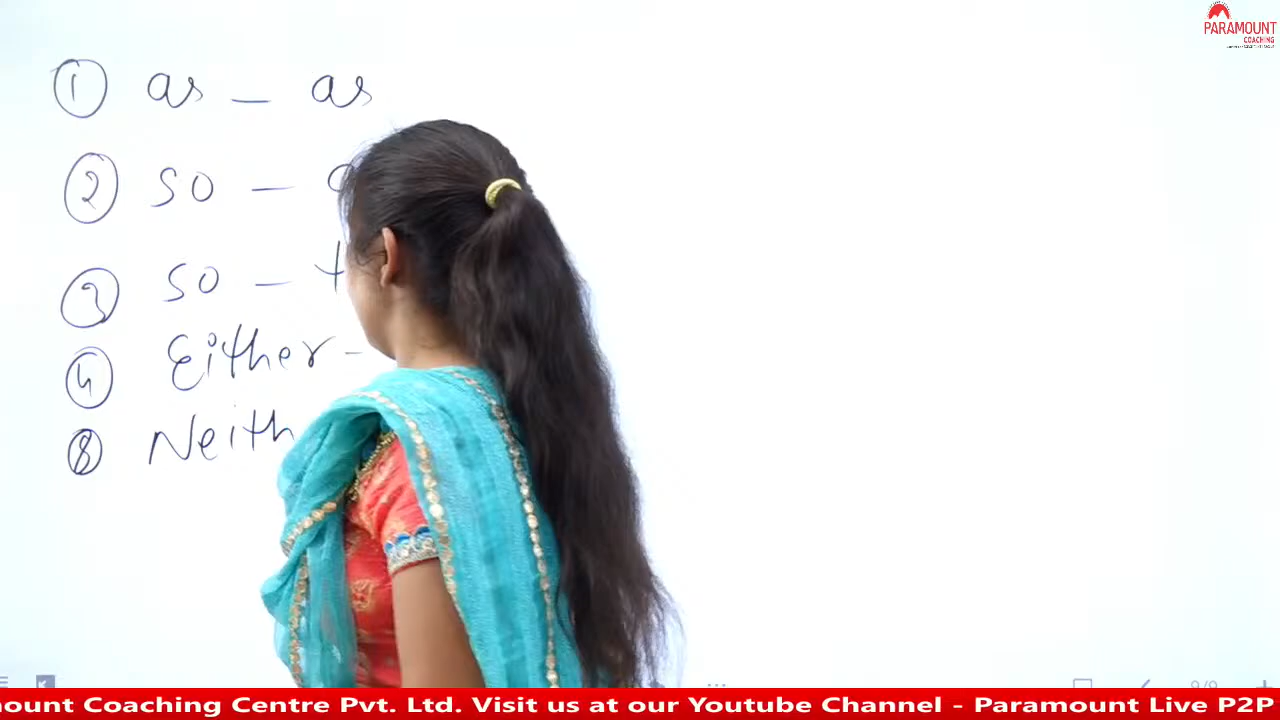 PARAMOUNT
COACHING
① as — as
② so —
③ so — t
④ Either -
⑧ Neith
ount Coaching Centre Pvt. Ltd. Visit us at our Youtube Channel - Paramount Live P2P